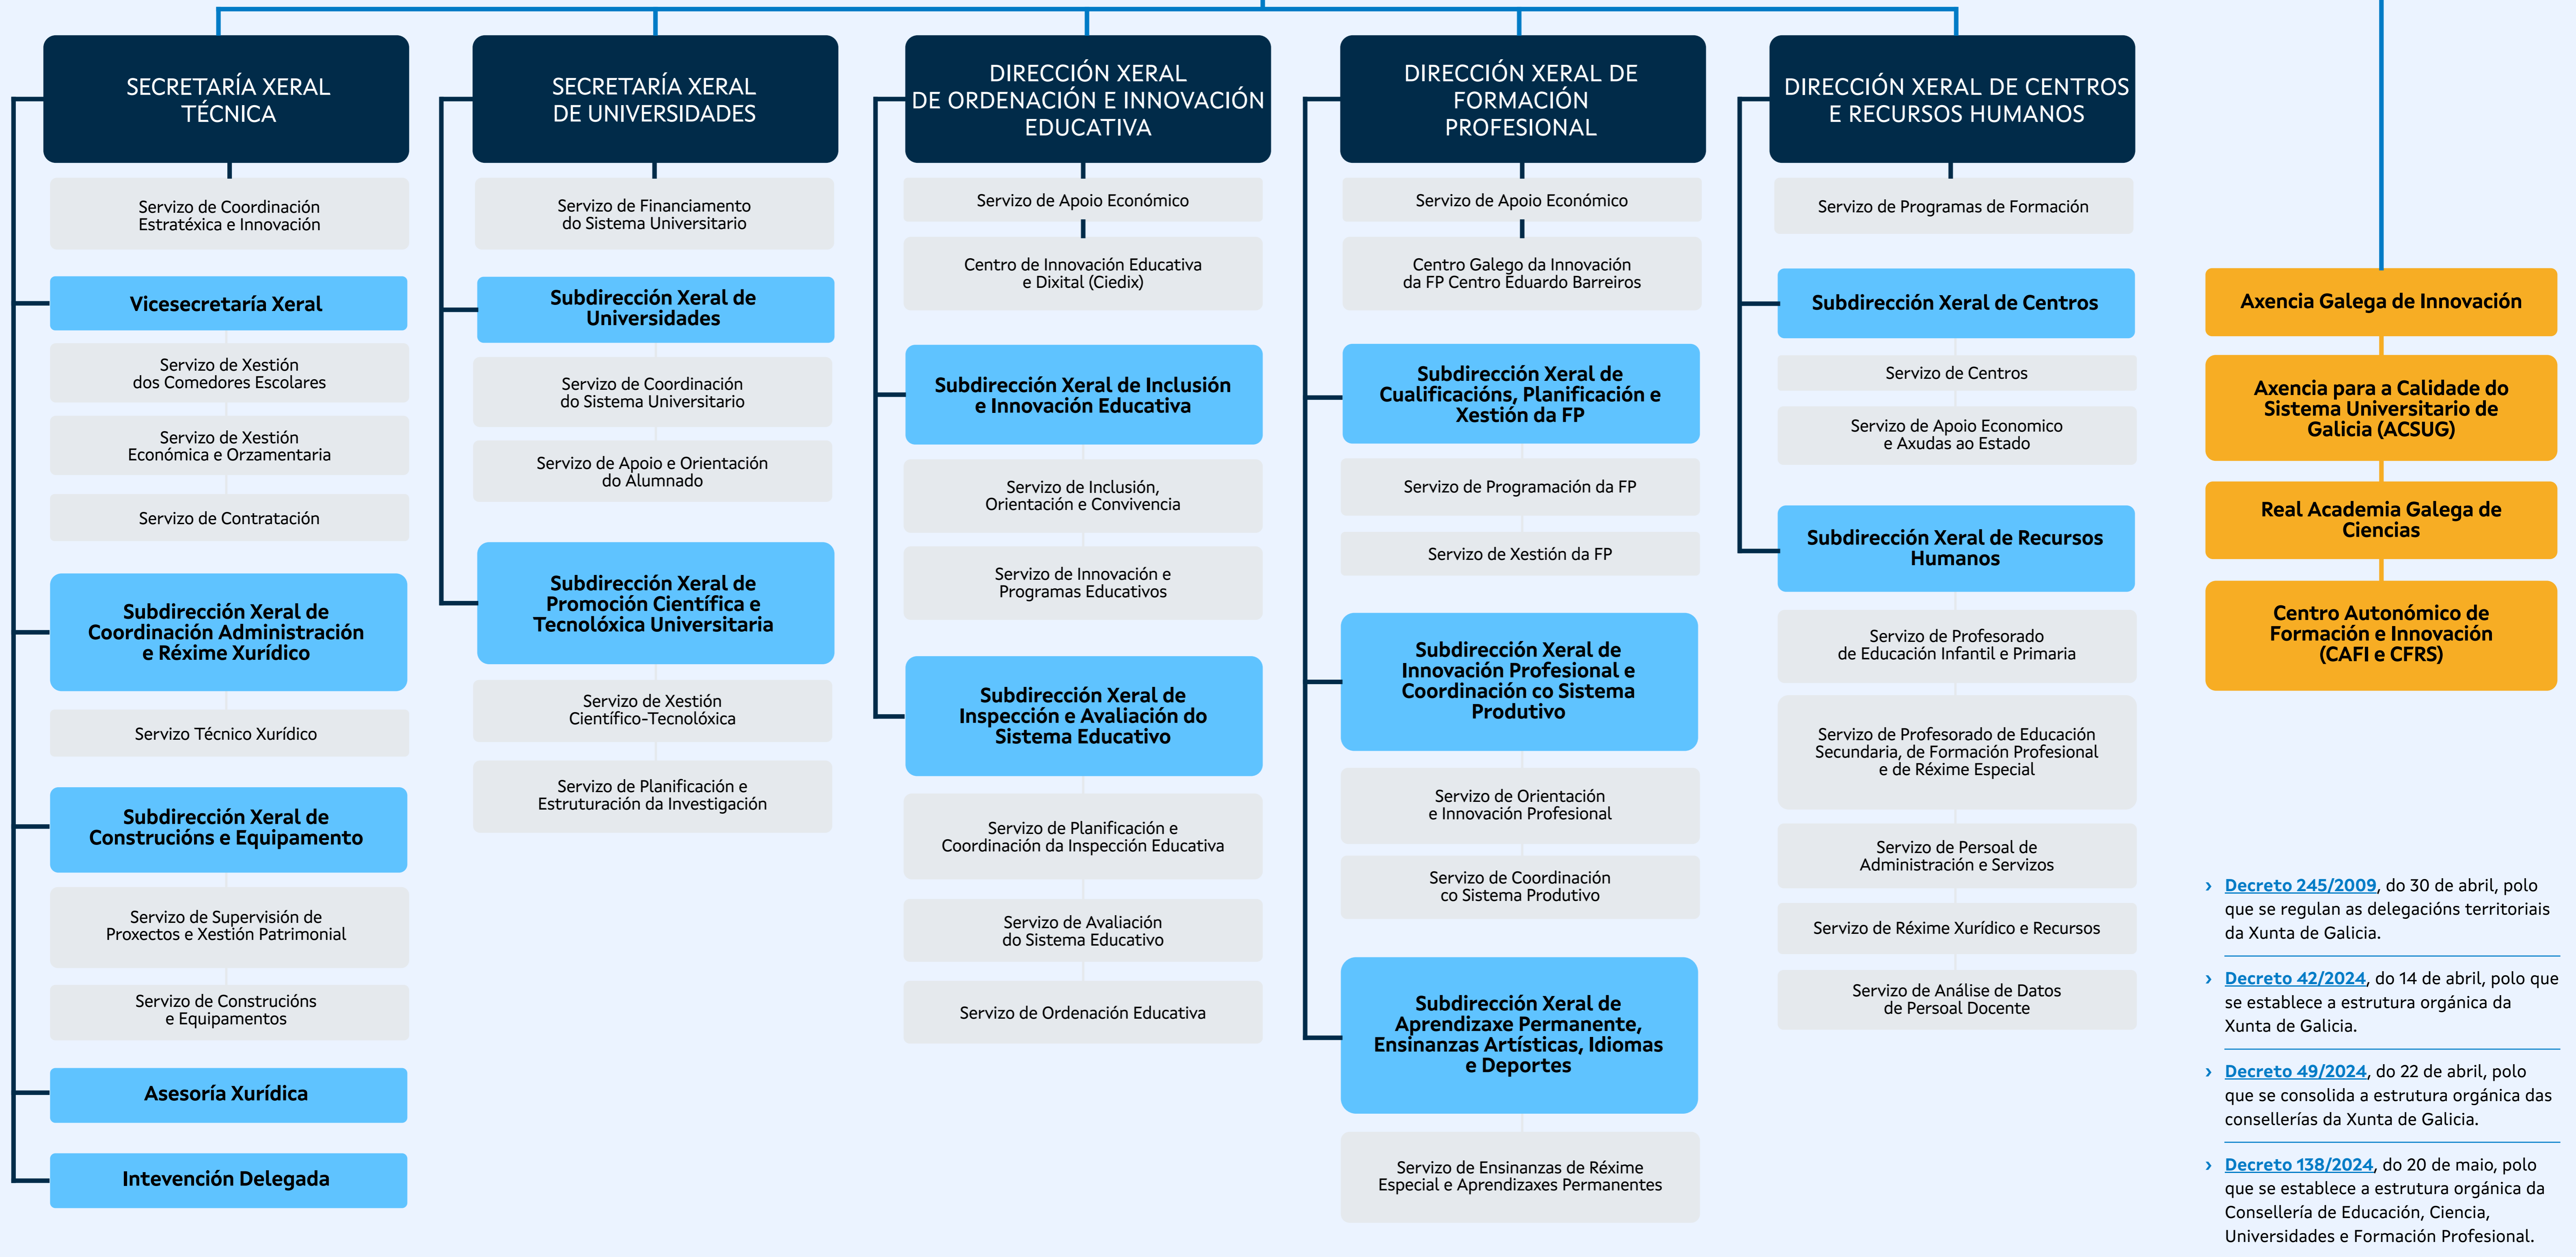 SECRETARÍA XERAL
TÉCNICA
Servizo de Coordinación
Estratéxica e Innovación
Vicesecretaría Xeral
Servizo de Xestión
dos Comedores Escolares
Servizo de Xestión
Económica e Orzamentaria
Servizo de Contratación
Subdirección Xeral de
Coordinación Administración
e Réxime Xurídico
Servizo Técnico Xurídico
Subdirección Xeral de
Construcións e Equipamento
Servizo de Supervisión de
Proxectos e Xestión Patrimonial
Servizo de Construcións
e Equipamentos
Asesoría Xurídica
Intevención Delegada
SECRETARÍA XERAL
DE UNIVERSIDADES
Servizo de Financiamento
do Sistema Universitario
Subdirección Xeral de
Universidades
Servizo de Coordinación
do Sistema Universitario
Servizo de Apoio e Orientación
do Alumnado
Subdirección Xeral de
Promoción Científica e
Tecnolóxica Universitaria
Servizo de Xestión
Científico-Tecnolóxica
Servizo de Planificación e
Estruturación da Investigación
DIRECCIÓN XERAL
DE ORDENACIÓN E INNOVACIÓN
EDUCATIVA
Servizo de Apoio Económico
Centro de Innovación Educativa
e Dixital (Ciedix)
Subdirección Xeral de Inclusión
e Innovación Educativa
Servizo de Inclusión,
Orientación e Convivencia
Servizo de Innovación e
Programas Educativos
Subdirección Xeral de
Inspección e Avaliación do
Sistema Educativo
Servizo de Planificación e
Coordinación da Inspección Educativa
Servizo de Avaliación
do Sistema Educativo
Servizo de Ordenación Educativa
DIRECCIÓN XERAL DE
FORMACIÓN
PROFESIONAL
Servizo de Apoio Económico
Centro Galego da Innovación
da FP Centro Eduardo Barreiros
Subdirección Xeral de
Cualificacións, Planificación e
Xestión da FP
Servizo de Programación da FP
Servizo de Xestión da FP
Subdirección Xeral de
Innovación Profesional e
Coordinación co Sistema
Produtivo
Servizo de Orientación
e Innovación Profesional
Servizo de Coordinación
co Sistema Produtivo
Subdirección Xeral de
Aprendizaxe Permanente,
Ensinanzas Artísticas, Idiomas
e Deportes
Servizo de Ensinanzas de Réxime
Especial e Aprendizaxes Permanentes
DIRECCIÓN XERAL DE CENTROS
E RECURSOS HUMANOS
Servizo de Programas de Formación
Subdirección Xeral de Centros
Servizo de Centros
Servizo de Apoio Economico
e Axudas ao Estado
Subdirección Xeral de Recursos
Humanos
Servizo de Profesorado
de Educación Infantil e Primaria
Servizo de Profesorado de Educación
Secundaria, de Formación Profesional
e de Réxime Especial
Servizo de Persoal de
Administración e Servizos
Servizo de Réxime Xurídico e Recursos
Servizo de Análise de Datos
de Persoal Docente
Axencia Galega de Innovación
Axencia para a Calidade do
Sistema Universitario de
Galicia (ACSUG)
Real Academia Galega de
Ciencias
Centro Autonómico de
Formación e Innovación
(CAFI e CFRS)
› Decreto 245/2009, do 30 de abril, polo
que se regulan as delegacións territoriais
da Xunta de Galicia.
› Decreto 42/2024, do 14 de abril, polo que
se establece a estrutura orgánica da
Xunta de Galicia.
› Decreto 49/2024, do 22 de abril, polo
que se consolida a estrutura orgánica das
consellerías da Xunta de Galicia.
› Decreto 138/2024, do 20 de maio, polo
que se establece a estrutura orgánica da
Consellería de Educación, Ciencia,
Universidades e Formación Profesional.